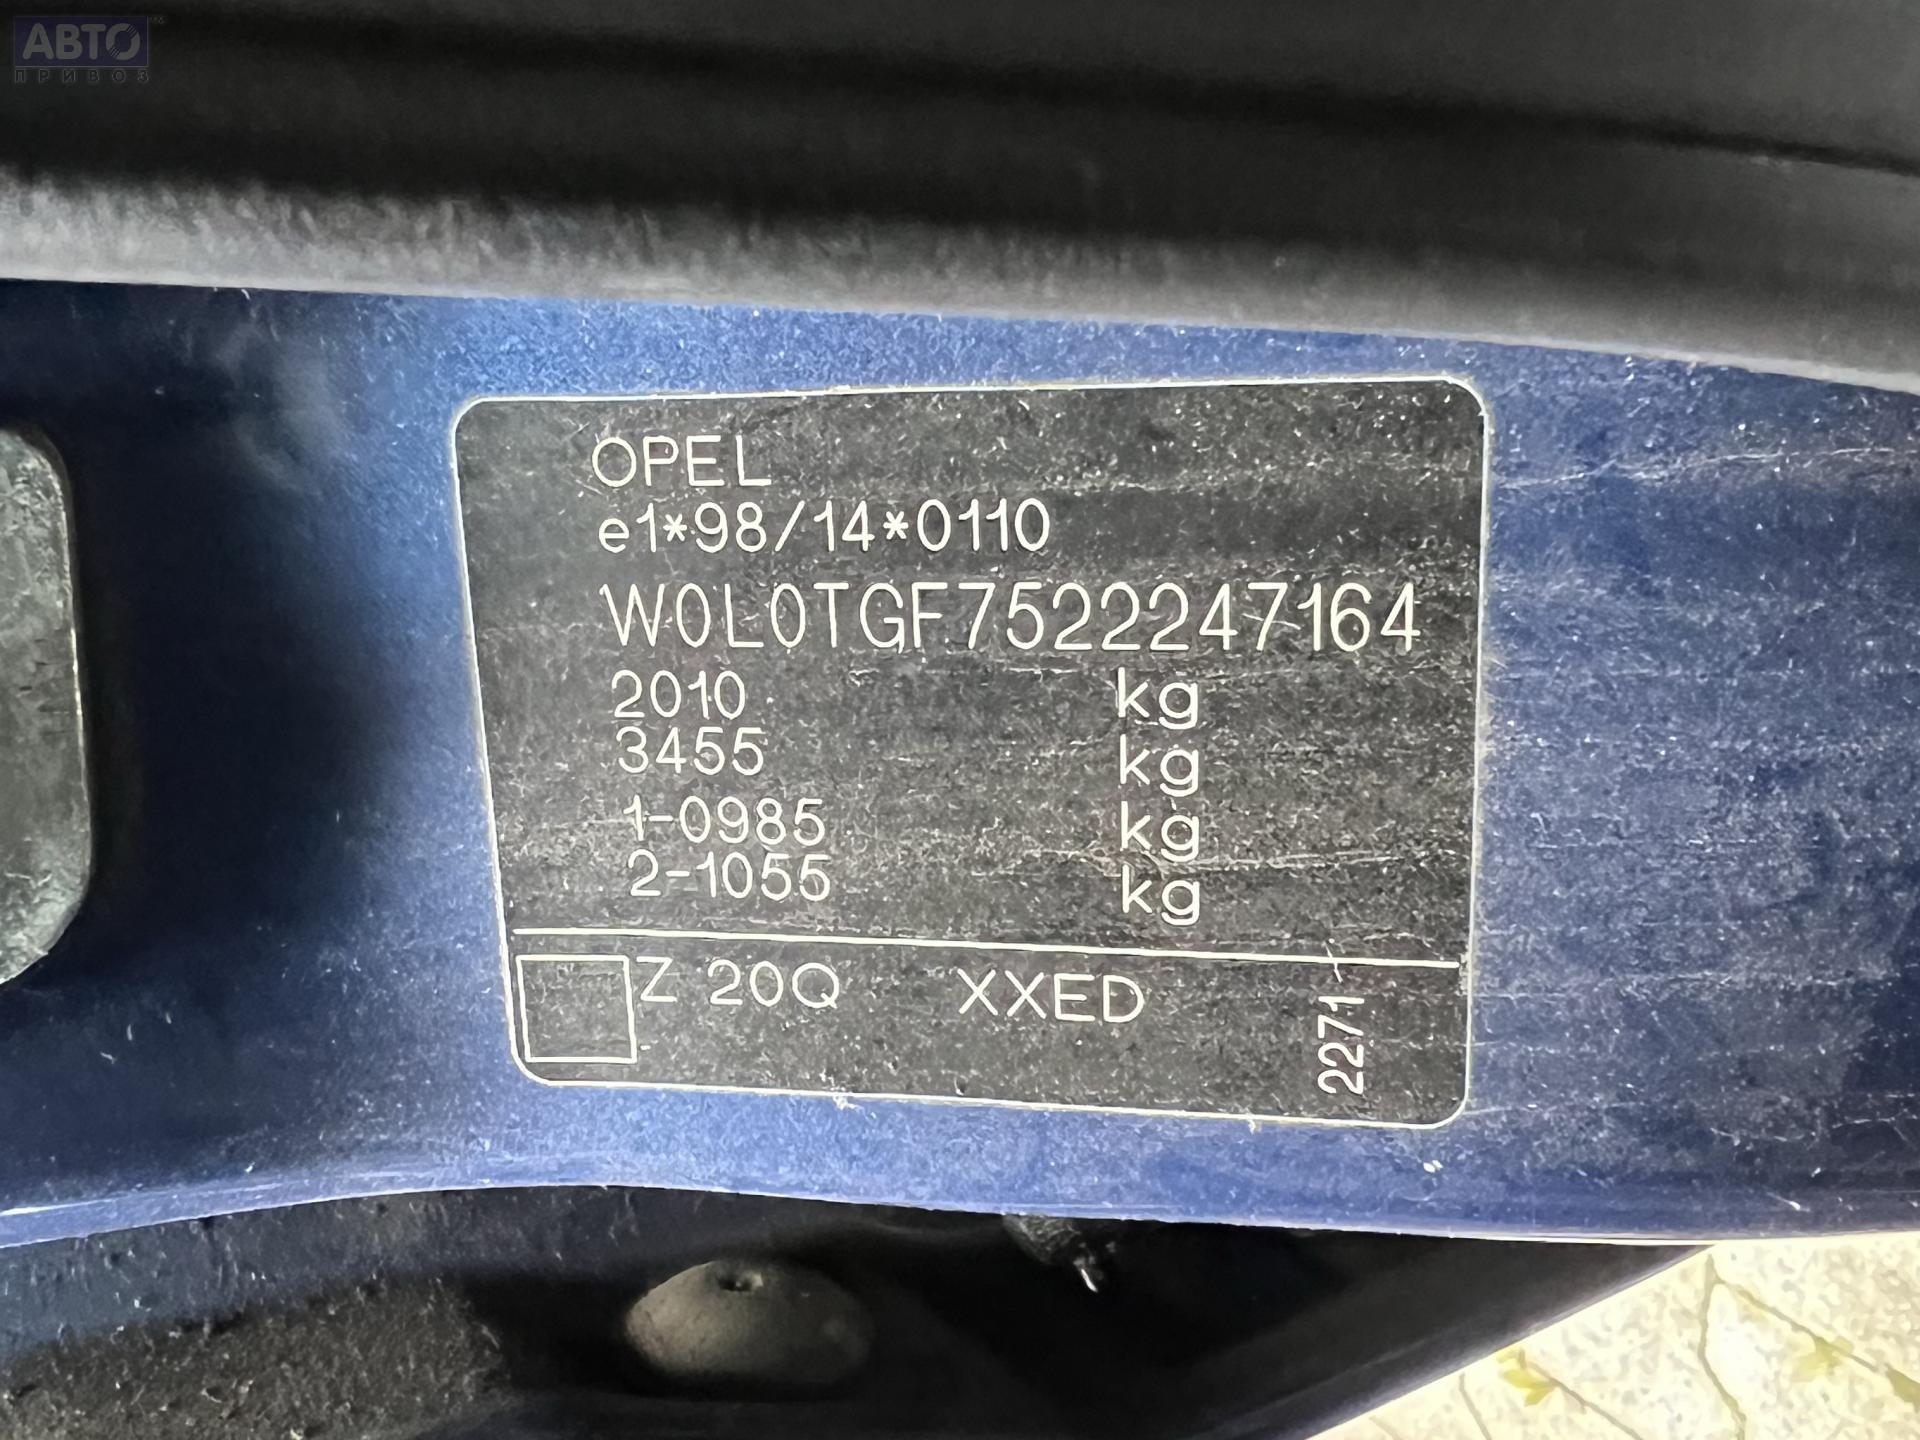 АВТО™
ПРИВОЗ
OPEL
e1*98/14*0110
W0L0TGF7522247164
2010 kg
3455 kg
1-0985 kg
2-1055 kg
Z 20Q XXED
2271